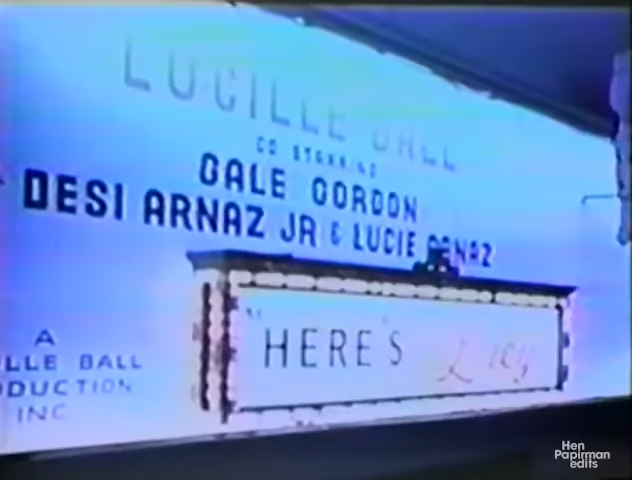 LUCILLE BALL
CO STARRING
GALE GORDON
DESI ARNAZ JR & LUCIE ARNAZ
"HERE'S Lucy
A
LLE BALL
ODUCTION
INC
Hen
Papirman
edits